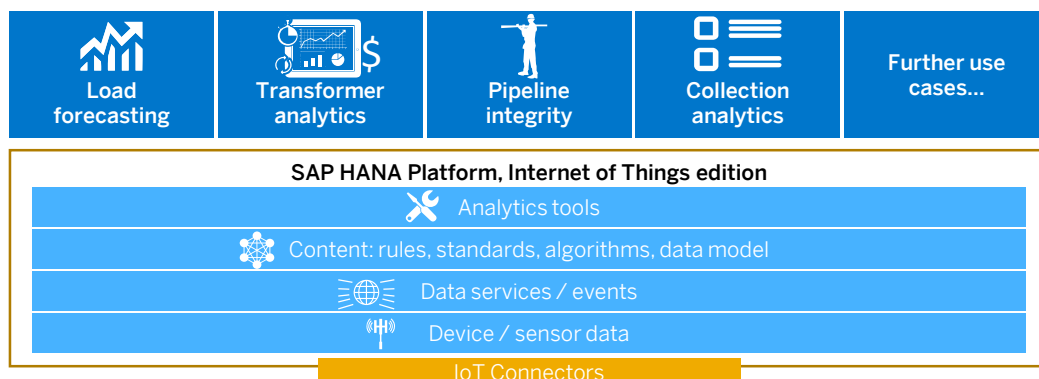 Load
forecasting
Transformer
analytics
$
Pipeline
integrity
Collection
analytics
Further use
cases...
SAP HANA Platform, Internet of Things edition
Analytics tools
Content: rules, standards, algorithms, data model
Data services / events
Device / sensor data
IoT Connectors